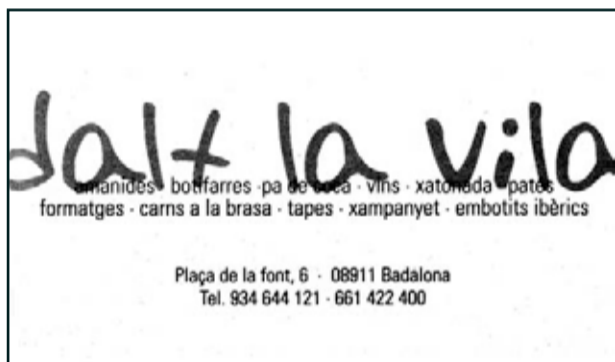 dalt la vila
amanides · botifarres · pa de coca · vins · xatonada · patés
formatges · carns a la brasa · tapes · xampanyet · embotits ibèrics
Plaça de la font, 6 · 08911 Badalona
Tel. 934 644 121 · 661 422 400